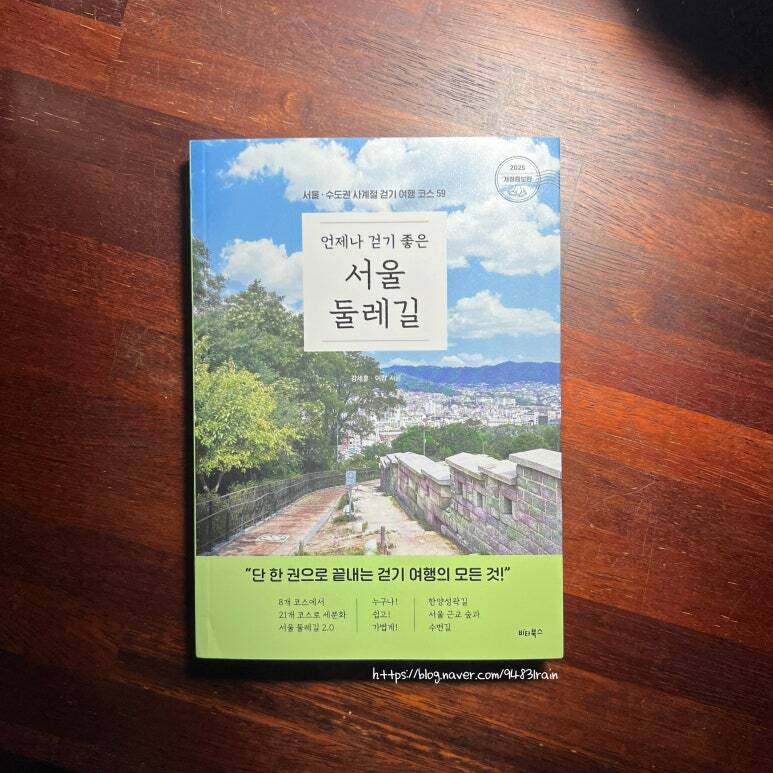 2025
개정증보판
서울 · 수도권 사계절 걷기 여행 코스 59
언제나 걷기 좋은
서울
둘레길
강세훈 · 이강
“단 한 권으로 끝내는 걷기 여행의 모든 것!”
8개 코스에서
21개 코스로 세분화
서울 둘레길 2.0
누구나!
쉽고!
가볍게!
한양성곽길
서울 근교 숲과
수변길
비타북스
https://blog.naver.com/94831rain